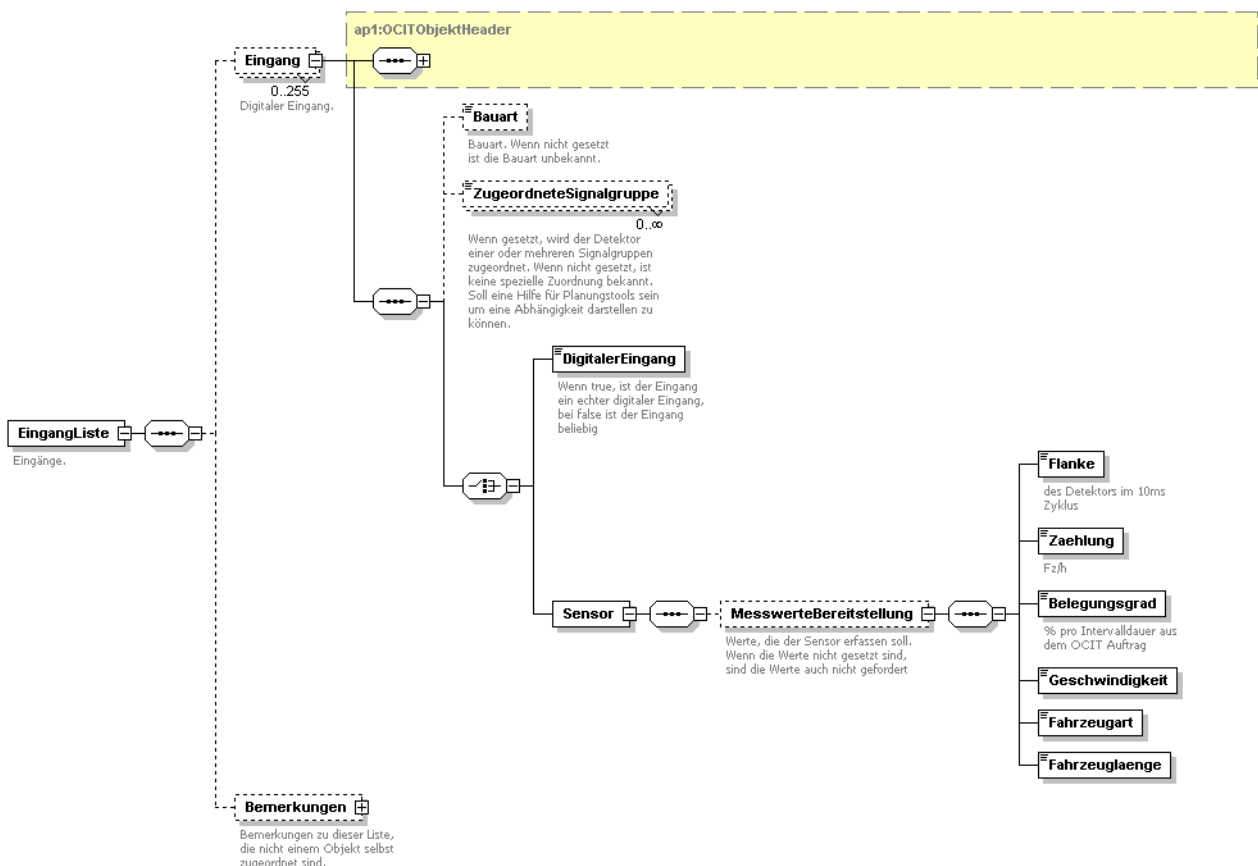 ap1:OCITObjektHeader
Eingang
0..255
Digitaler Eingang.
Bauart
Bauart. Wenn nicht gesetzt
ist die Bauart unbekannt.
ZugeordneteSignalgruppe
0..∞
Wenn gesetzt, wird der Detektor
einer oder mehreren Signalgruppen
zugeordnet. Wenn nicht gesetzt, ist
keine spezielle Zuordnung bekannt.
Soll eine Hilfe für Planungstools sein
um eine Abhängigkeit darstellen zu
können.
DigitalerEingang
Wenn true, ist der Eingang
ein echter digitaler Eingang,
bei false ist der Eingang
beliebig
EingangListe
Eingänge.
Flanke
des Detektors im 10ms
Zyklus
Zaehlung
Fz/h
Sensor
MesswerteBereitstellung
Werte, die der Sensor erfassen soll.
Wenn die Werte nicht gesetzt sind,
sind die Werte auch nicht gefordert
Belegungsgrad
% pro Intervalldauer aus
dem OCIT Auftrag
Geschwindigkeit
Fahrzeugart
Fahrzeuglaenge
Bemerkungen
Bemerkungen zu dieser Liste,
die nicht einem Objekt selbst
zugeordnet sind.